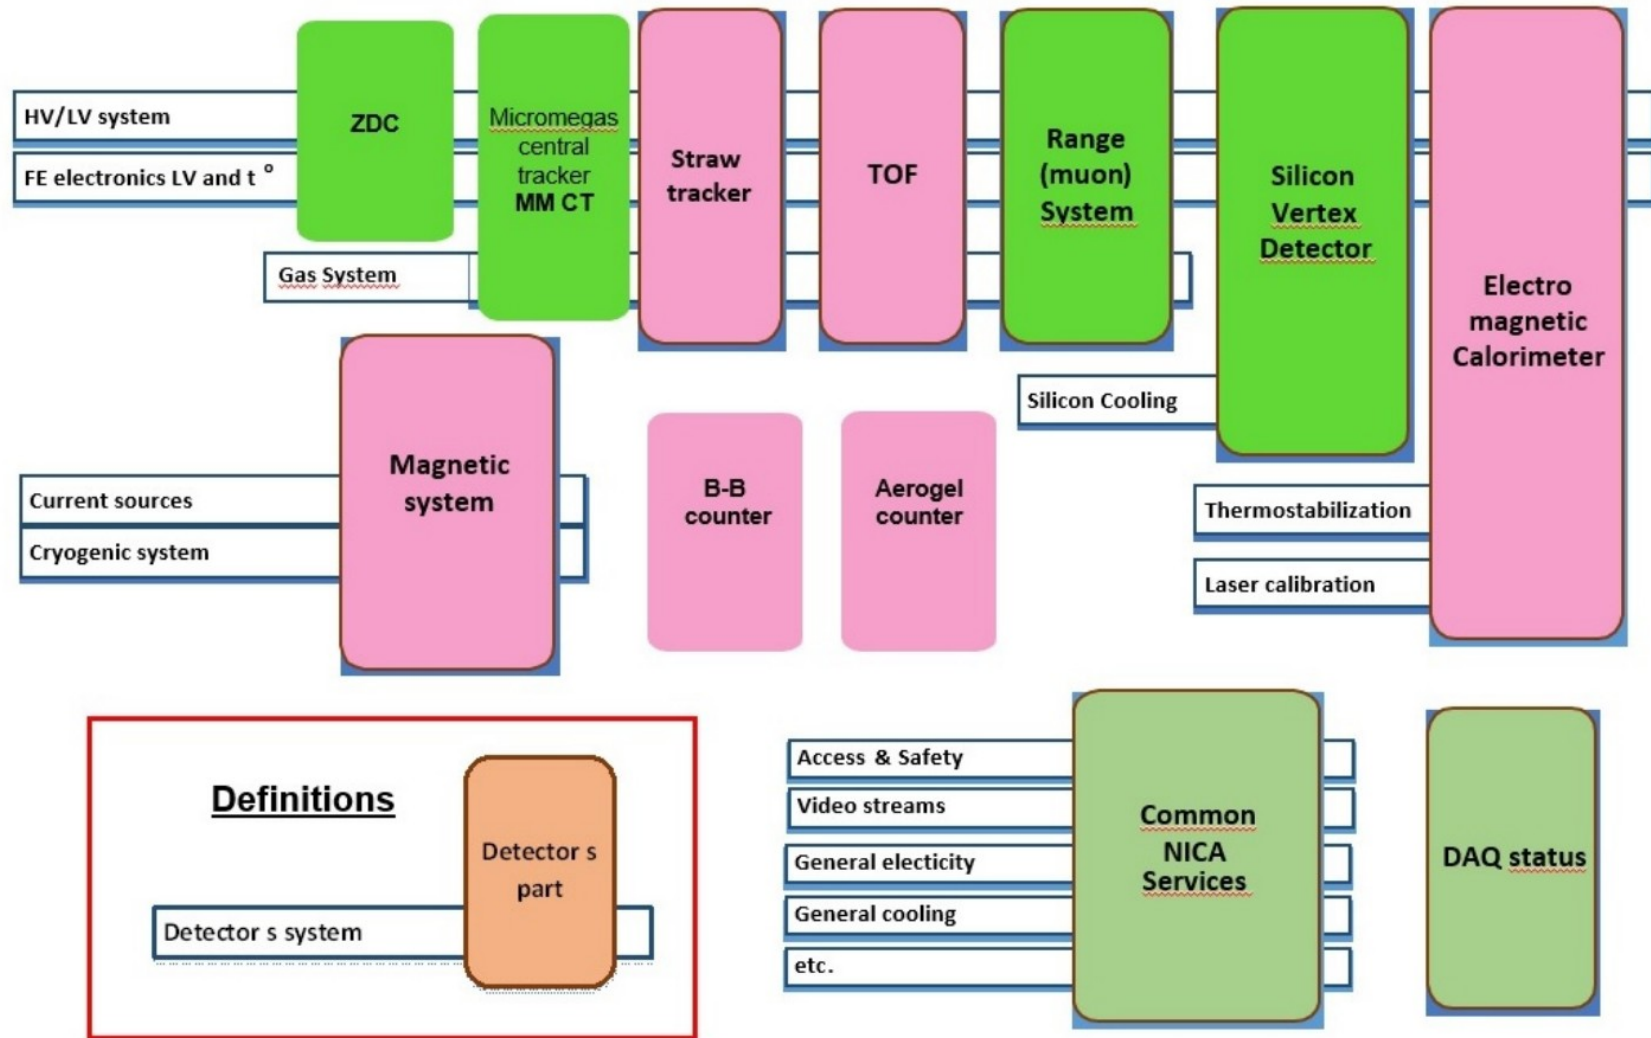 HV/LV system
FE electronics LV and t °
Gas System
ZDC
Micromegas
central
tracker
MM CT
Straw
tracker
TOF
Range
(muon)
System
Silicon
Vertex
Detector
Electro
magnetic
Calorimeter
Silicon Cooling
Thermostabilization
Laser calibration
Magnetic
system
Current sources
Cryogenic system
B-B
counter
Aerogel
counter
Definitions
Detector s
part
Detector s system
Access & Safety
Video streams
General electicity
General cooling
etc.
Common
NICA
Services
DAQ status